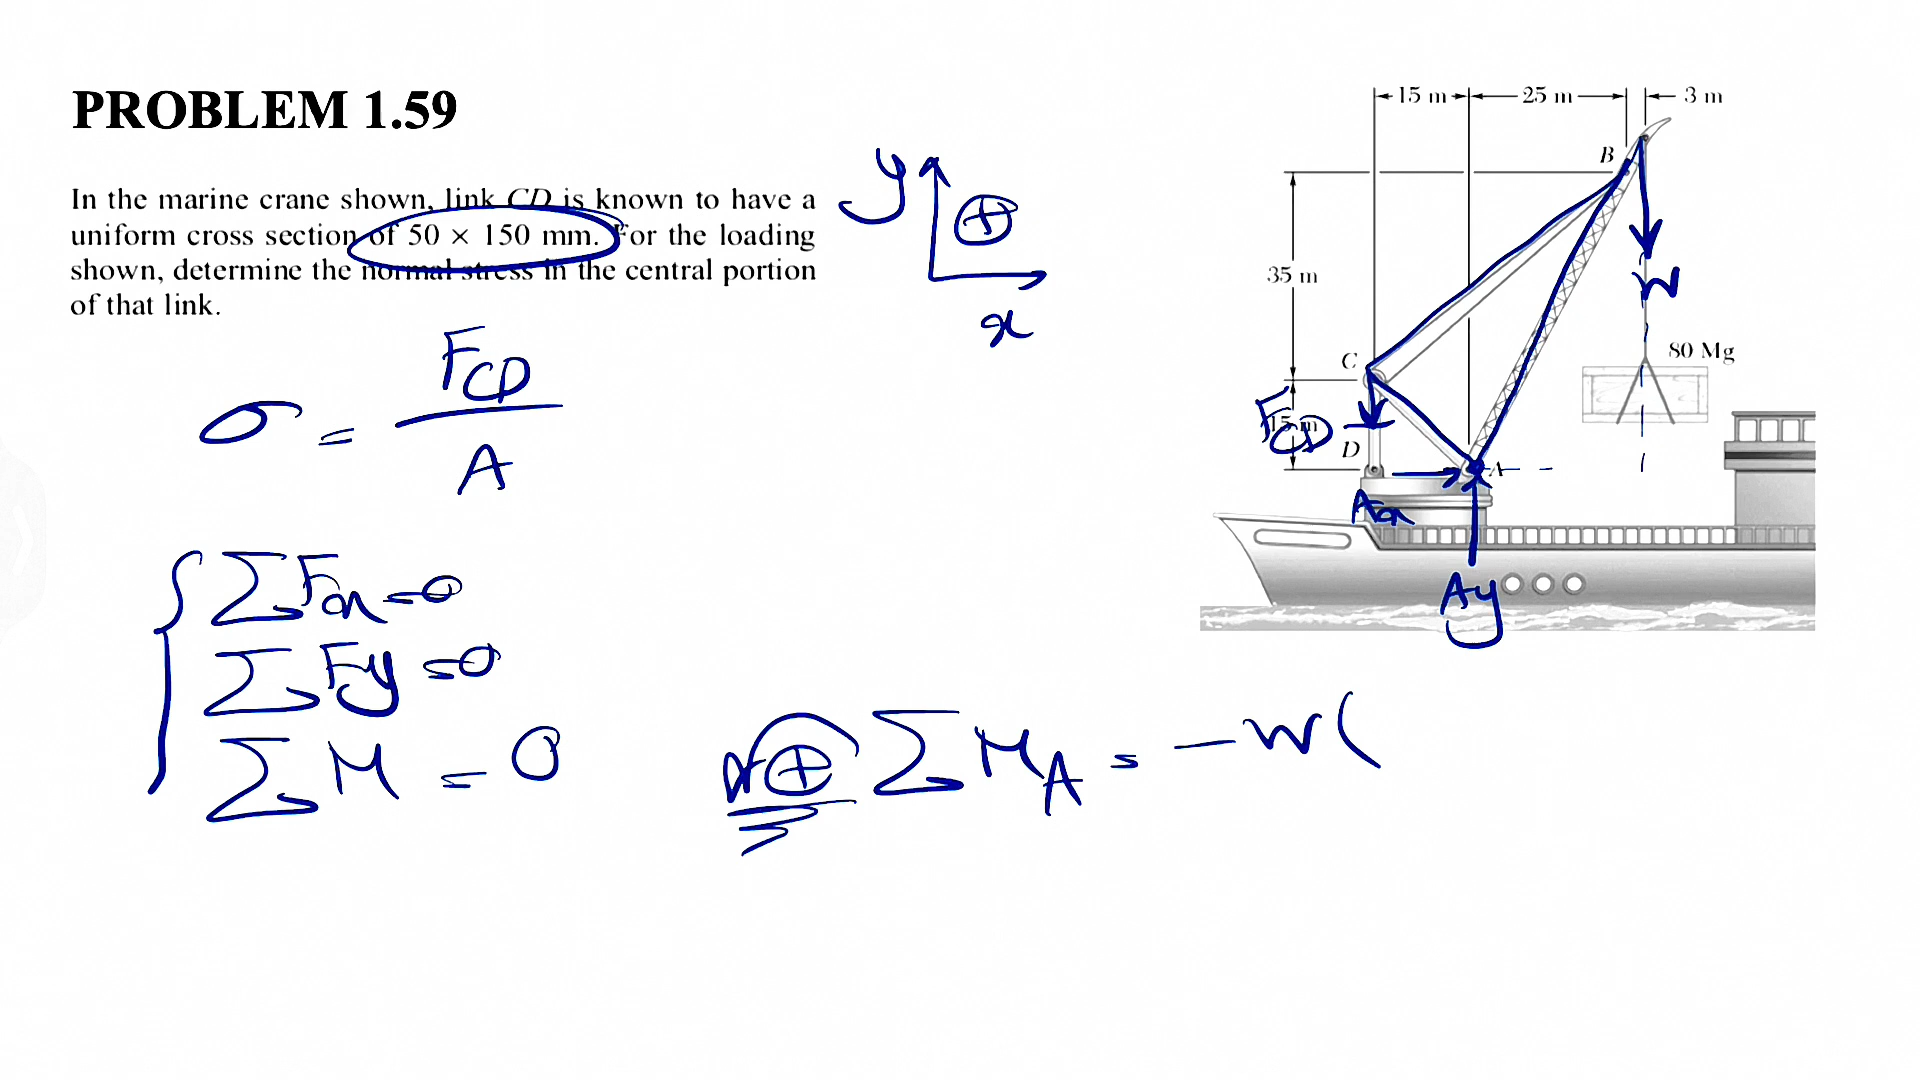 PROBLEM 1.59
In the marine crane shown, link CD is known to have a
uniform cross section of 50 × 150 mm. For the loading
shown, determine the normal stress in the central portion
of that link.
y
⊕
x
σ = F_CD / A
ΣFx = 0
ΣFy = 0
ΣM = 0
⊕ ΣM_A = -W(
15 m
25 m
3 m
B
35 m
W
80 Mg
C
F_CD
15 m
D
A
Ax
Ay